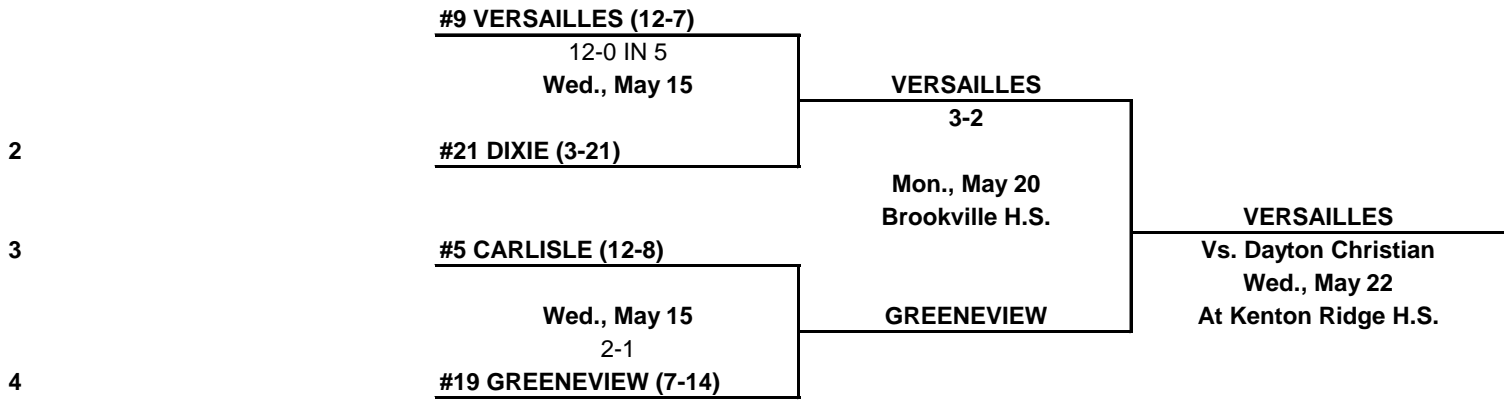 #9 VERSAILLES (12-7)
12-0 IN 5
Wed., May 15
VERSAILLES
3-2
2
#21 DIXIE (3-21)
Mon., May 20
Brookville H.S.
VERSAILLES
3
#5 CARLISLE (12-8)
Vs. Dayton Christian
Wed., May 22
Wed., May 15
GREENEVIEW
At Kenton Ridge H.S.
2-1
4
#19 GREENEVIEW (7-14)